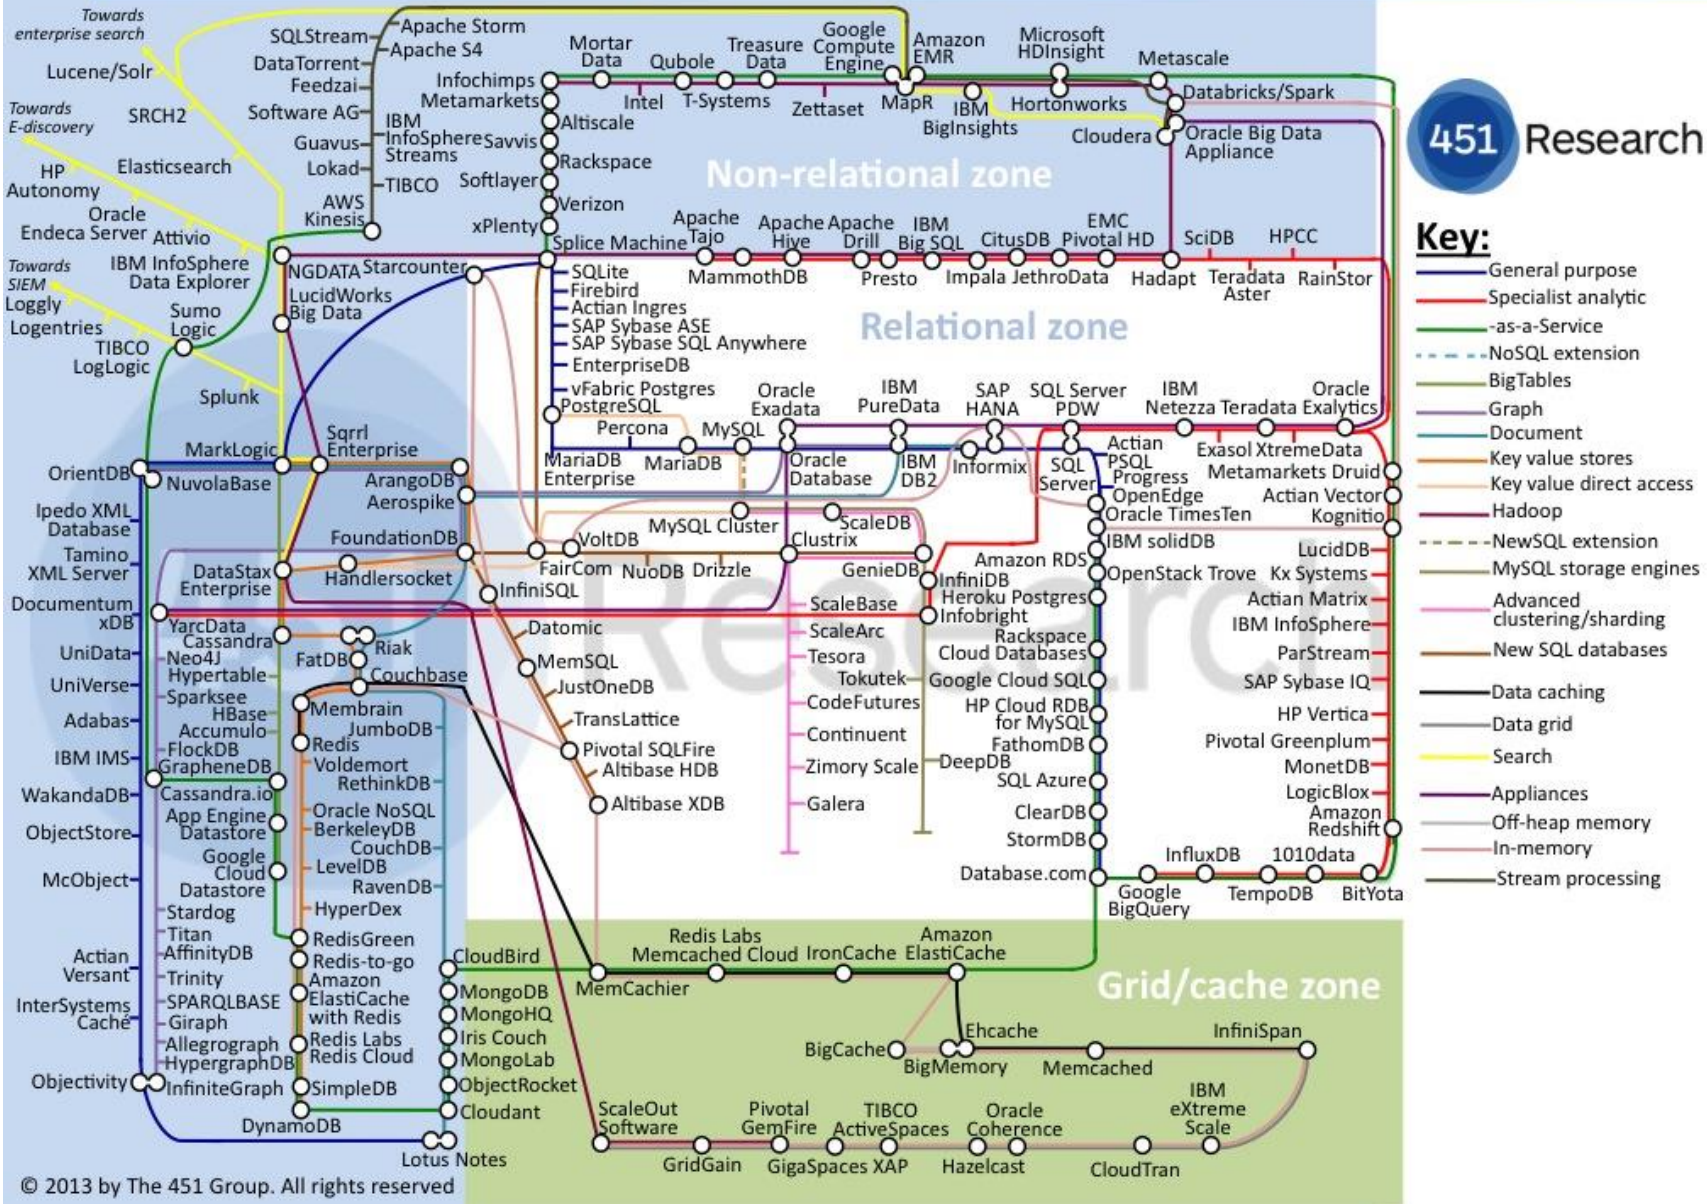 Towards
enterprise search
Lucene/Solr
SRCH2
Elasticsearch
Towards
E-discovery
HP
Autonomy
Oracle
Endeca Server
Attivio
IBM InfoSphere
Data Explorer
Towards
SIEM
Loggly
Logentries
Sumo
Logic
TIBCO
LogLogic
Splunk
SQLStream
DataTorrent
Feedzai
Software AG
Guavus
Lokad
AWS
Kinesis
Apache Storm
Apache S4
IBM
InfoSphere
Streams
TIBCO
Infochimps
Metamarkets
Altiscale
Savvis
Rackspace
Softlayer
Verizon
xPlenty
Splice Machine
Mortar
Data
Intel
Qubole
T-Systems
Treasure
Data
Zettaset
Google
Compute
Engine
Amazon
EMR
MapR
IBM
BigInsights
Microsoft
HDInsight
Hortonworks
Metascale
Databricks/Spark
Cloudera
Oracle Big Data
Appliance
Non-relational zone
Apache
Tajo
MammothDB
Apache
Hive
Apache
Drill
Presto
IBM
Big SQL
Impala
CitusDB
JethroData
EMC
Pivotal HD
Hadapt
SciDB
Teradata
Aster
HPCC
RainStor
Relational zone
NGDATA
Starcounter
LucidWorks
Big Data
SQLite
Firebird
Actian Ingres
SAP Sybase ASE
SAP Sybase SQL Anywhere
EnterpriseDB
vFabric Postgres
PostgreSQL
Percona
MariaDB
Enterprise
MariaDB
MySQL
Oracle
Exadata
Oracle
Database
IBM
PureData
IBM
DB2
SAP
HANA
Informix
SQL Server
PDW
SQL
Server
IBM
Netezza
Teradata
Oracle
Exalytics
Exasol
XtremeData
Actian
PSQL
Progress
OpenEdge
Oracle TimesTen
IBM solidDB
Metamarkets Druid
Actian Vector
Kognitio
LucidDB
Kx Systems
Actian Matrix
IBM InfoSphere
ParStream
SAP Sybase IQ
HP Vertica
Pivotal Greenplum
MonetDB
LogicBlox
Amazon
Redshift
MarkLogic
Sqrrl
Enterprise
OrientDB
NuvolaBase
ArangoDB
Aerospike
Ipedo XML
Database
Tamino
XML Server
Documentum
xDB
UniData
UniVerse
Adabas
IBM IMS
WakandaDB
ObjectStore
McObject
Actian
Versant
InterSystems
Caché
Objectivity
FoundationDB
DataStax
Enterprise
Handlersocket
VoltDB
FairCom
NuoDB
Drizzle
MySQL Cluster
ScaleDB
Clustrix
GenieDB
InfiniSQL
Amazon RDS
InfiniDB
Infobright
OpenStack Trove
Heroku Postgres
Rackspace
Cloud Databases
Google Cloud SQL
HP Cloud RDB
for MySQL
FathomDB
SQL Azure
ClearDB
StormDB
Database.com
YarcData
Cassandra
Neo4J
Hypertable
Sparksee
HBase
Accumulo
FlockDB
GrapheneDB
Cassandra.io
App Engine
Datastore
Google
Cloud
Datastore
Stardog
Titan
AffinityDB
Trinity
SPARQLBASE
Giraph
Allegrograph
HypergraphDB
InfiniteGraph
FatDB
Riak
Couchbase
Membrain
JumboDB
Redis
Voldemort
RethinkDB
Oracle NoSQL
BerkeleyDB
CouchDB
LevelDB
RavenDB
HyperDex
RedisGreen
Redis-to-go
Amazon
ElastiCache
with Redis
Redis Labs
Redis Cloud
SimpleDB
DynamoDB
Datomic
MemSQL
JustOneDB
TransLattice
Pivotal SQLFire
Altibase HDB
Altibase XDB
ScaleBase
ScaleArc
Tesora
CodeFutures
Continuent
Zimory Scale
Galera
Tokutek
DeepDB
Google
BigQuery
InfluxDB
TempoDB
1010data
BitYota
CloudBird
MongoDB
MongoHQ
Iris Couch
MongoLab
ObjectRocket
Cloudant
Lotus Notes
MemCachier
Redis Labs
Memcached Cloud
IronCache
Amazon
ElastiCache
Grid/cache zone
BigCache
BigMemory
Ehcache
Memcached
InfiniSpan
ScaleOut
Software
GridGain
Pivotal
GemFire
GigaSpaces XAP
TIBCO
ActiveSpaces
Hazelcast
Oracle
Coherence
CloudTran
IBM
eXtreme
Scale
© 2013 by The 451 Group. All rights reserved
451 Research
451 Research
Key:
General purpose
Specialist analytic
-as-a-Service
NoSQL extension
BigTables
Graph
Document
Key value stores
Key value direct access
Hadoop
NewSQL extension
MySQL storage engines
Advanced
clustering/sharding
New SQL databases
Data caching
Data grid
Search
Appliances
Off-heap memory
In-memory
Stream processing